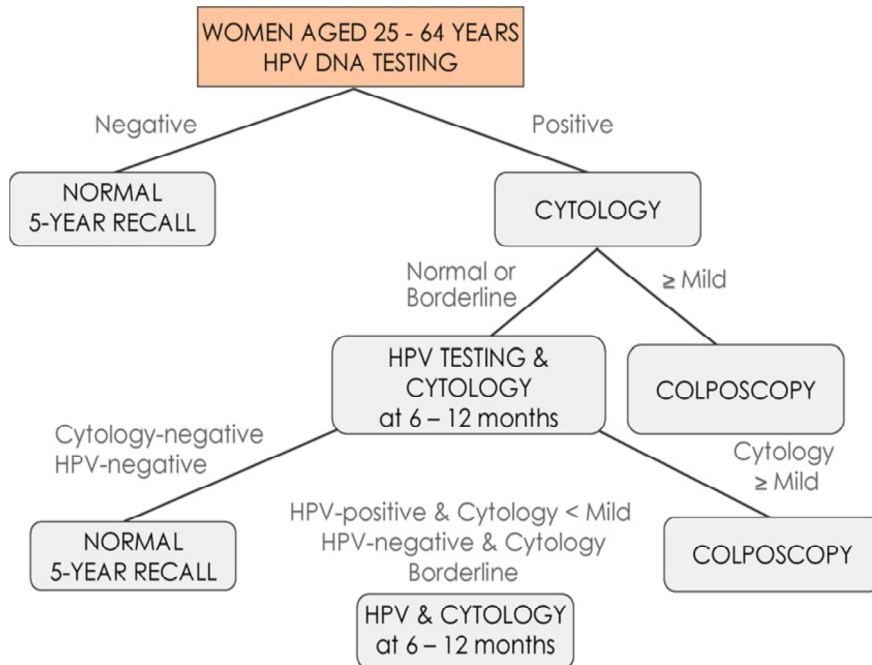 WOMEN AGED 25 - 64 YEARS
HPV DNA TESTING
Negative
Positive
NORMAL
5-YEAR RECALL
CYTOLOGY
Normal or
Borderline
≥ Mild
HPV TESTING &
CYTOLOGY
at 6 – 12 months
COLPOSCOPY
Cytology-negative
HPV-negative
Cytology
≥ Mild
HPV-positive & Cytology < Mild
HPV-negative & Cytology
Borderline
NORMAL
5-YEAR RECALL
COLPOSCOPY
HPV & CYTOLOGY
at 6 – 12 months